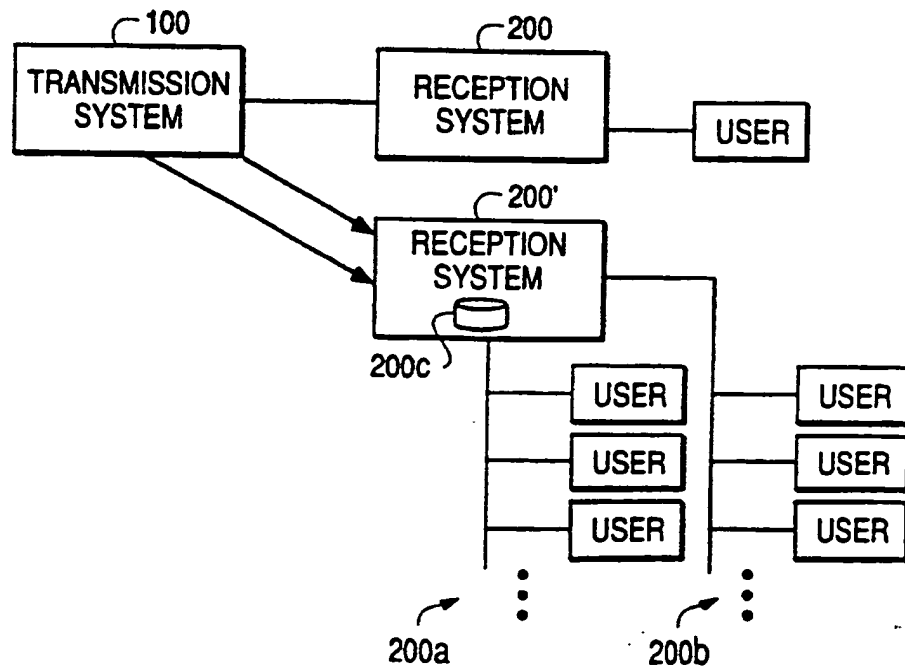 100
TRANSMISSION
SYSTEM
200
RECEPTION
SYSTEM
USER
200'
RECEPTION
SYSTEM
200c
USER
USER
USER
USER
USER
USER
200a
200b